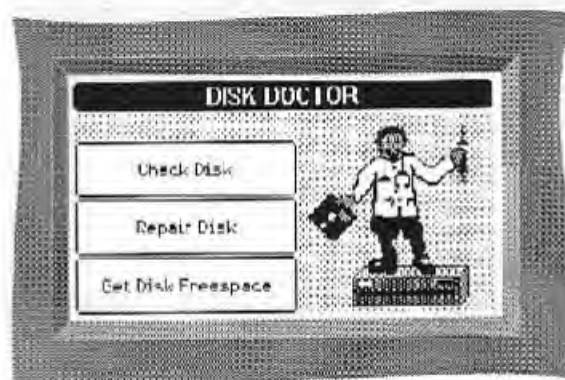 DISK DOCTOR
Check Disk
Repair Disk
Get Disk Freespace